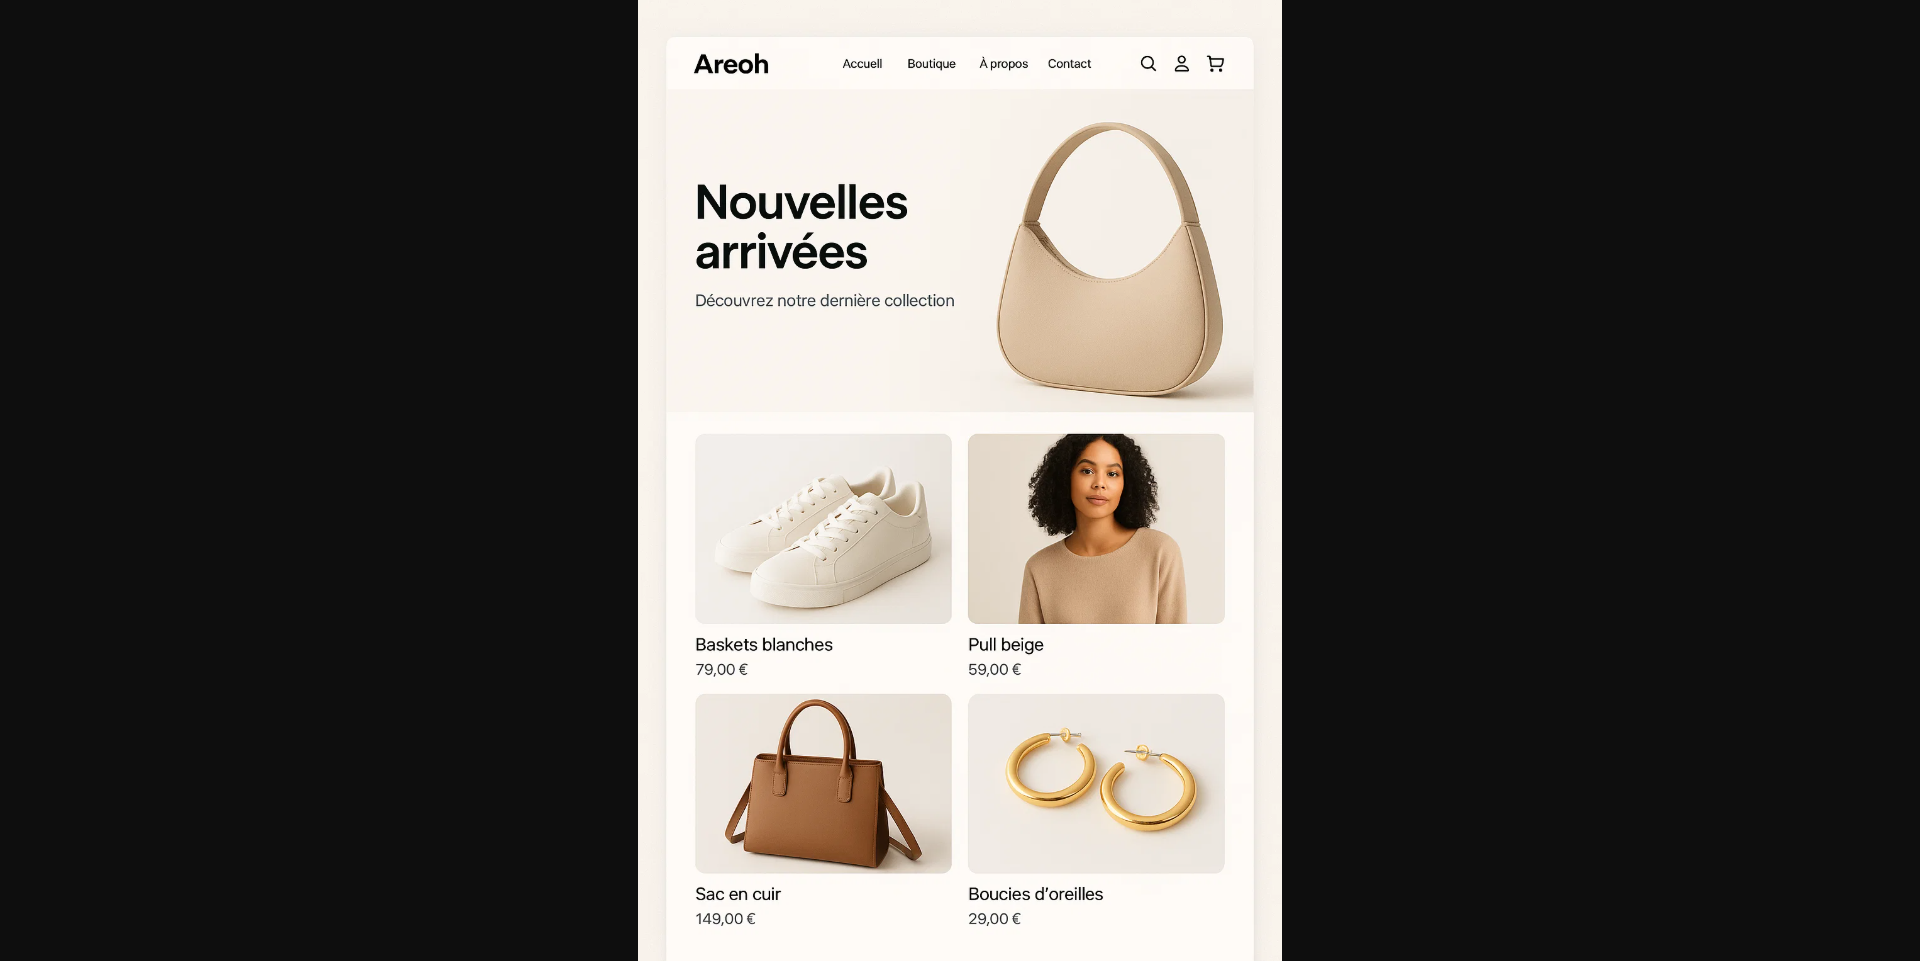 Areoh
Accuell
Boutique
À propos
Contact
Nouvelles
arrivées
Découvrez notre dernière collection
Baskets blanches
79,00 €
Pull beige
59,00 €
Sac en cuir
149,00 €
Boucies d’oreilles
29,00 €